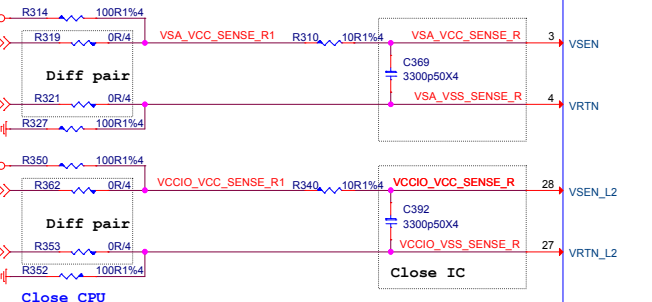 R314 100R1%4
R319 0R/4 VSA_VCC_SENSE_R1 R310 10R1%4 VSA_VCC_SENSE_R 3 VSEN
C369
Diff pair 3300p50X4
R321 0R/4 VSA_VSS_SENSE_R 4 VRTN
R327 100R1%4
R350 100R1%4
R362 0R/4 VCCIO_VCC_SENSE_R1 R340 10R1%4 VCCIO_VCC_SENSE_R 28 VSEN_L2
C392
Diff pair 3300p50X4
R353 0R/4 VCCIO_VSS_SENSE_R 27 VRTN_L2
R352 100R1%4 Close IC
Close CPU